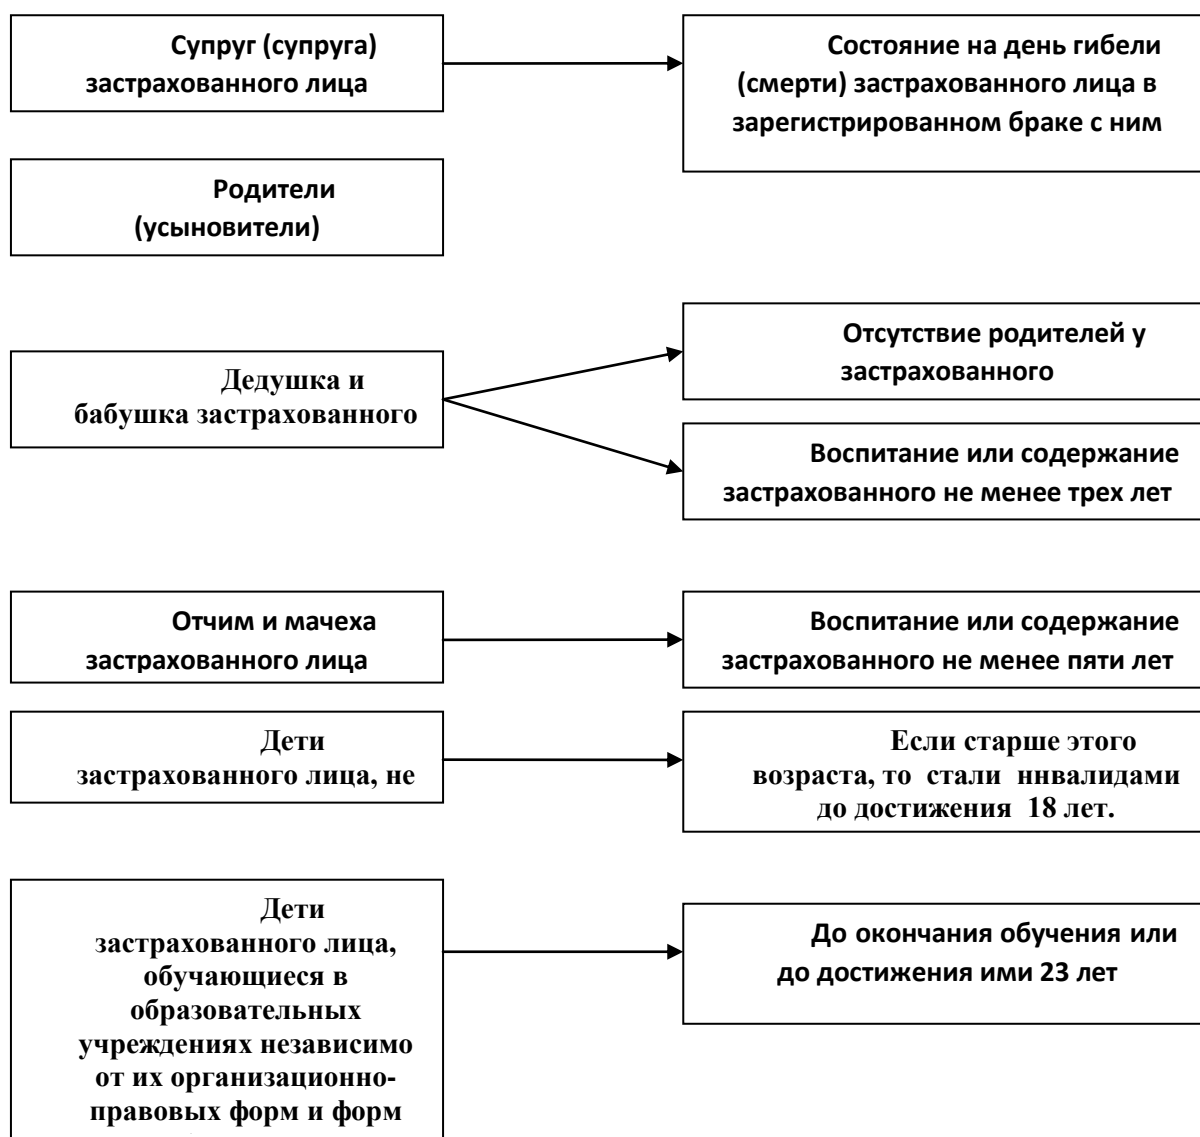 Супруг (супруга)
застрахованного лица
Состояние на день гибели
(смерти) застрахованного лица в
зарегистрированном браке с ним
Родители
(усыновители)
Дедушка и
бабушка застрахованного
Отсутствие родителей у
застрахованного
Воспитание или содержание
застрахованного не менее трех лет
Отчим и мачеха
застрахованного лица
Воспитание или содержание
застрахованного не менее пяти лет
Дети
застрахованного лица, не
Если старше этого
возраста, то стали ннвалидами
до достижения 18 лет.
Дети
застрахованного лица,
обучающиеся в
образовательных
учреждениях независимо
от их организационно-
правовых форм и форм
До окончания обучения или
до достижения ими 23 лет